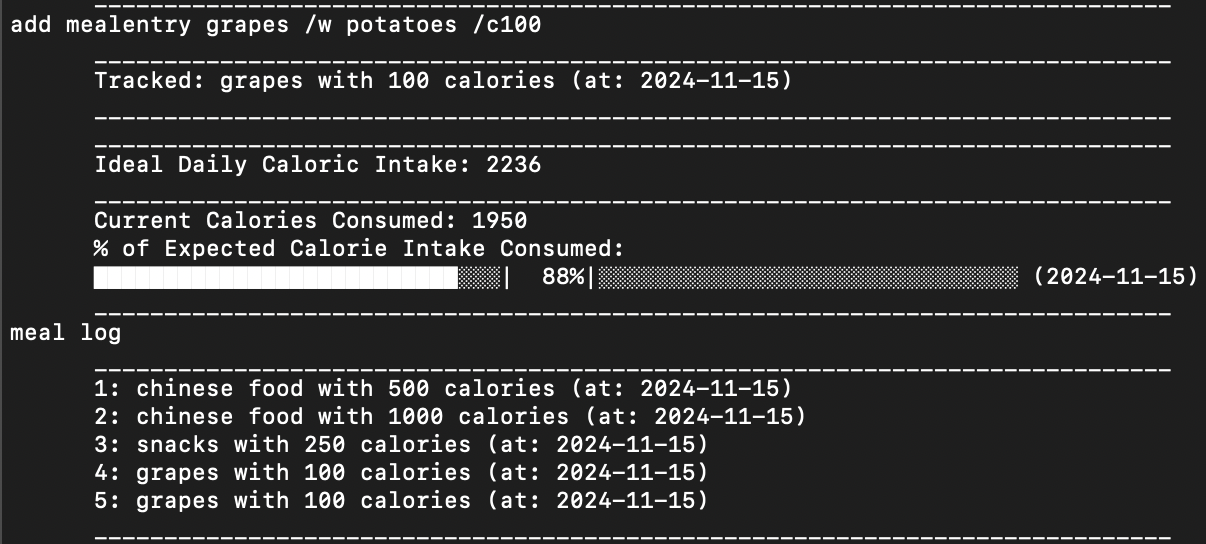 add mealentry grapes /w potatoes /c100
Tracked: grapes with 100 calories (at: 2024-11-15)
Ideal Daily Caloric Intake: 2236
Current Calories Consumed: 1950
% of Expected Calorie Intake Consumed:
| 88%| (2024-11-15)
meal log
1: chinese food with 500 calories (at: 2024-11-15)
2: chinese food with 1000 calories (at: 2024-11-15)
3: snacks with 250 calories (at: 2024-11-15)
4: grapes with 100 calories (at: 2024-11-15)
5: grapes with 100 calories (at: 2024-11-15)